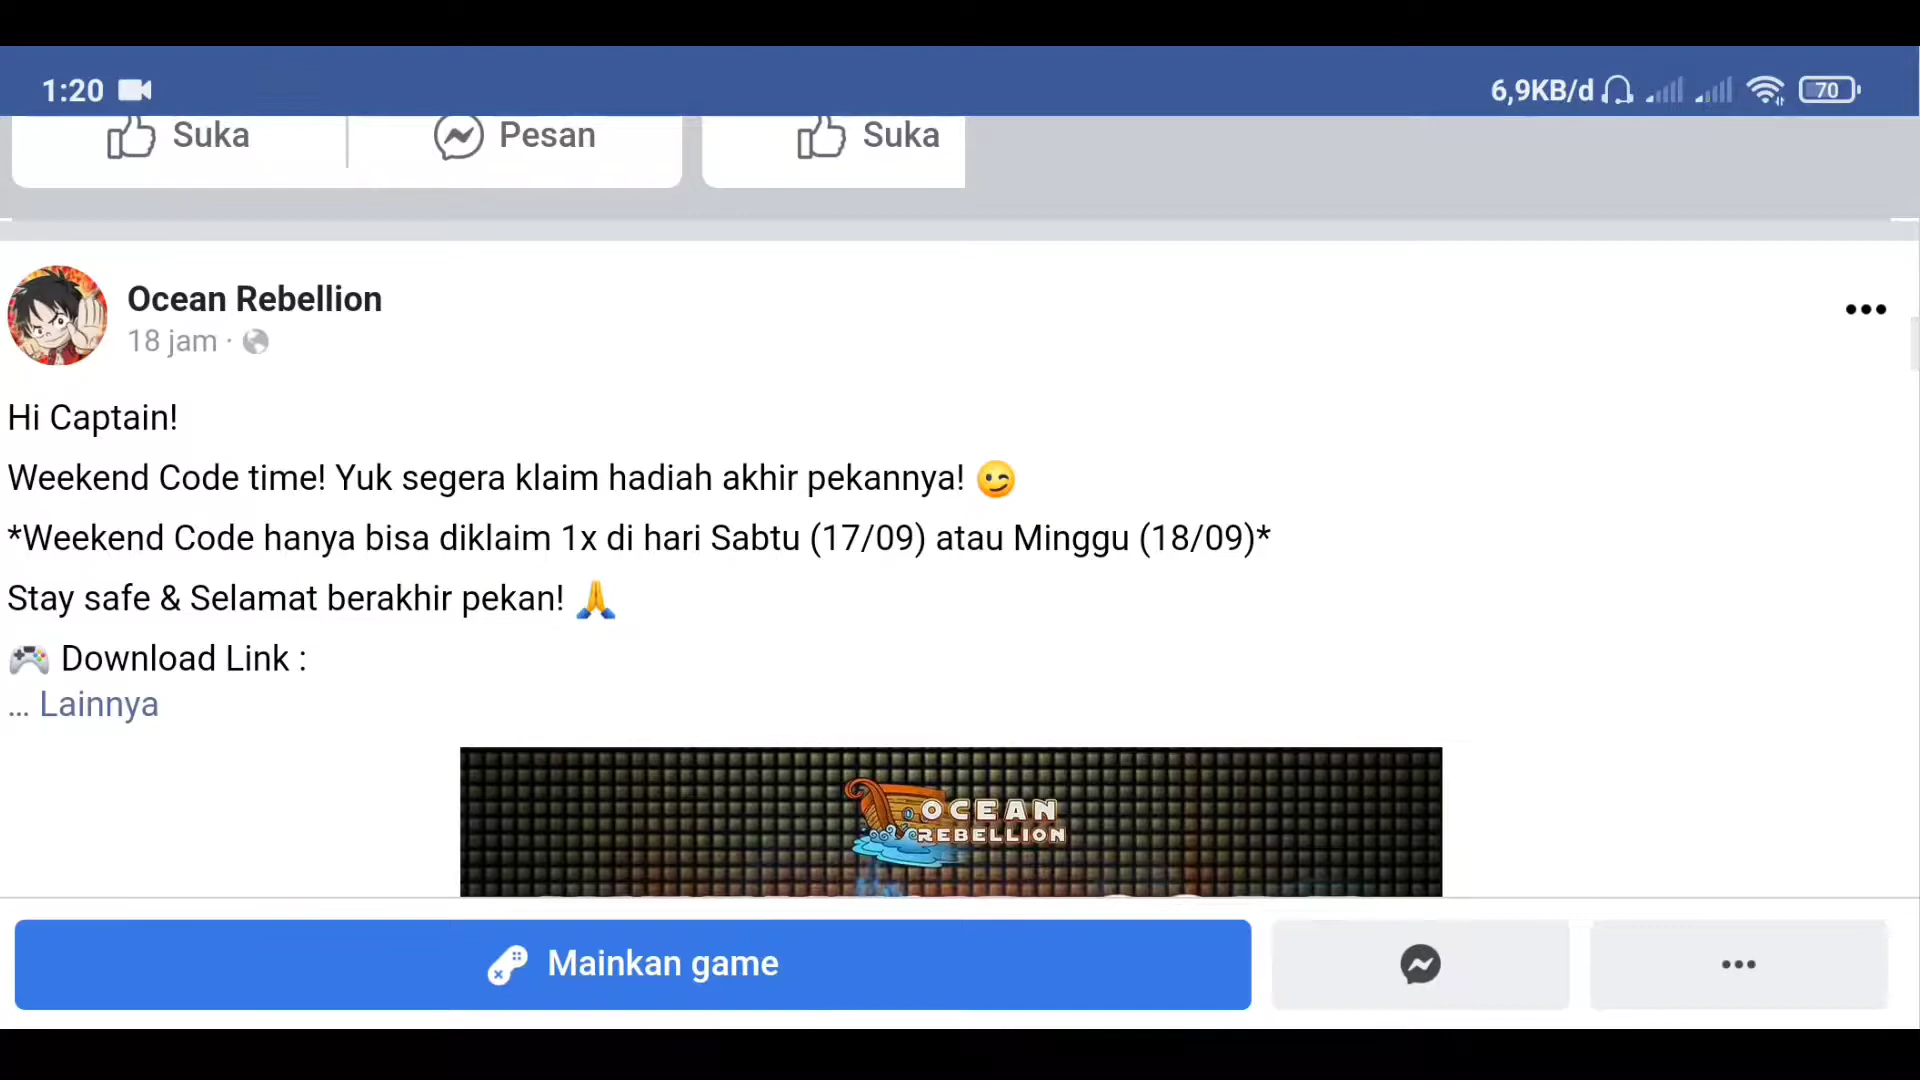 1:20
6,9KB/d
70
Suka
Pesan
Suka
Ocean Rebellion
18 jam ·
Hi Captain!
Weekend Code time! Yuk segera klaim hadiah akhir pekannya! 😉
*Weekend Code hanya bisa diklaim 1x di hari Sabtu (17/09) atau Minggu (18/09)*
Stay safe & Selamat berakhir pekan! 🙏
🎮 Download Link :
... Lainnya
OCEAN
REBELLION
Mainkan game